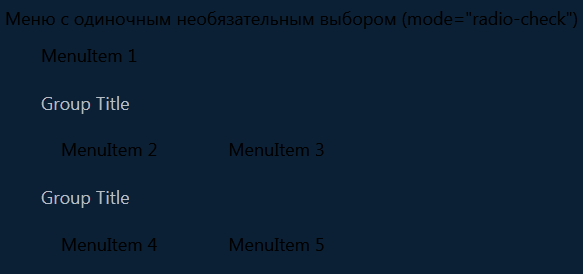 Меню с одиночным необязательным выбором (mode="radio-check")
MenuItem 1
Group Title
MenuItem 2 MenuItem 3
Group Title
MenuItem 4 MenuItem 5